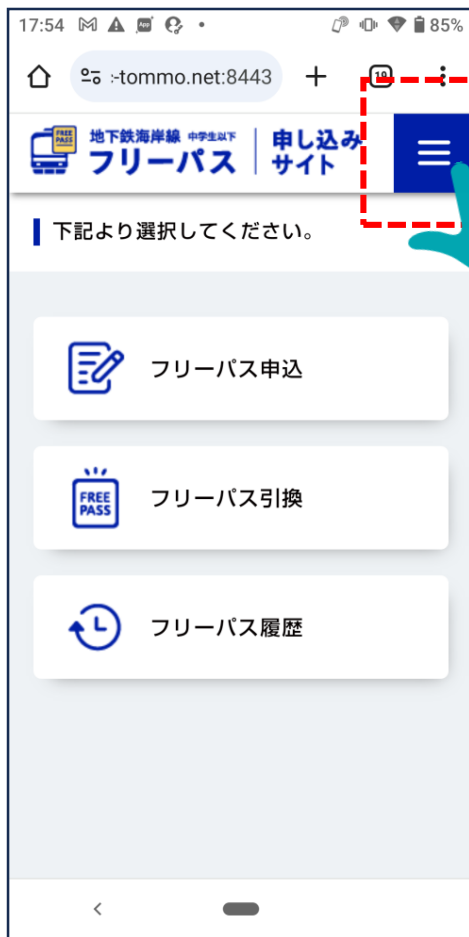 17:54 85%
:-tommo.net:8443 19
FREE PASS
地下鉄海岸線 中学生以下
フリーパス
申し込み
サイト
下記より選択してください。
フリーパス申込
FREE
PASS
フリーパス引換
フリーパス履歴